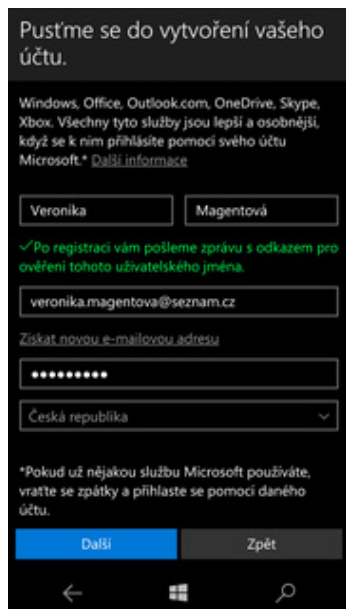 Pusťme se do vytvoření vašeho
účtu.
Windows, Office, Outlook.com, OneDrive, Skype,
Xbox. Všechny tyto služby jsou lepší a osobnější,
když se k nim přihlásíte pomocí svého účtu
Microsoft.* Další informace
Veronika
Magentová
✓Po registraci vám pošleme zprávu s odkazem pro
ověření tohoto uživatelského jména.
veronika.magentova@seznam.cz
Získat novou e-mailovou adresu
•••••••••
Česká republika
*Pokud už nějakou službu Microsoft používáte,
vraťte se zpátky a přihlaste se pomocí daného
účtu.
Další
Zpět